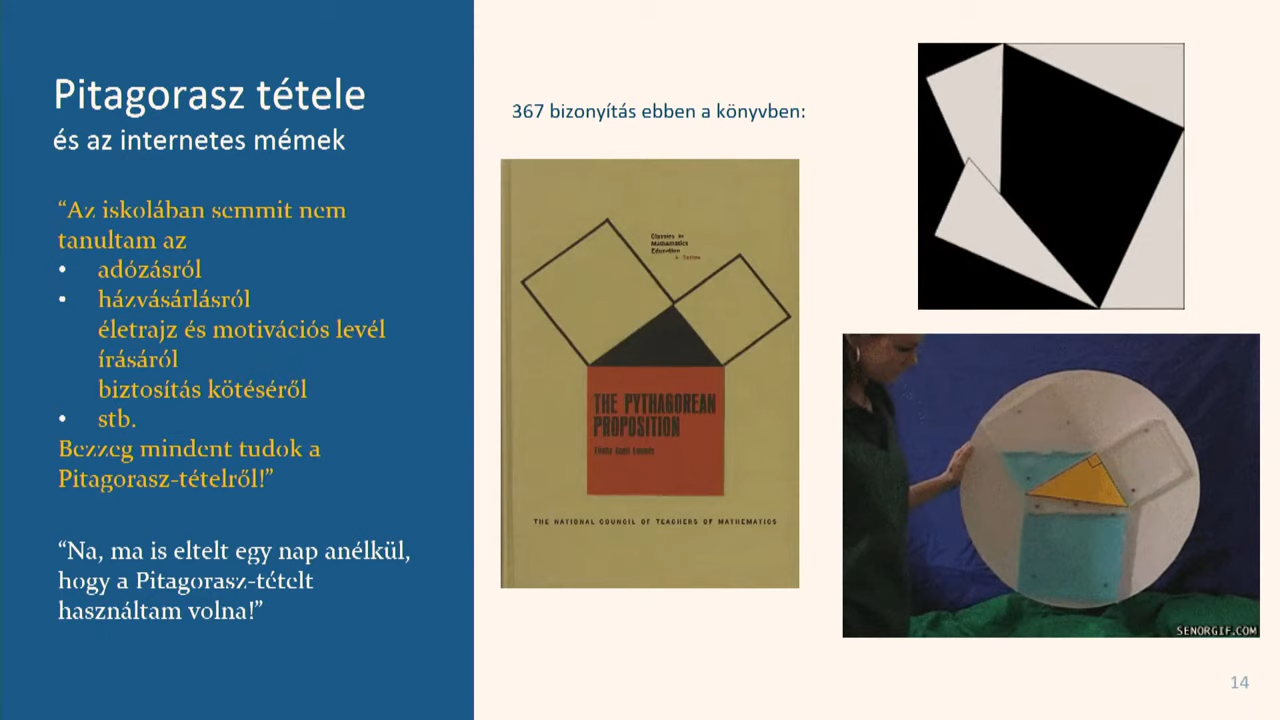 Pitagorasz tétele
és az internetes mémek
“Az iskolában semmit nem
tanultam az
• adózásról
• házvásárlásról
életrajz és motivációs levél
írásáról
biztosítás kötéséről
• stb.
Bezzeg mindent tudok a
Pitagorasz-tételről!”
“Na, ma is eltelt egy nap anélkül,
hogy a Pitagorasz-tételt
használtam volna!”
367 bizonyítás ebben a könyvben:
Classics in
Mathematics
Education
A Series
THE PYTHAGOREAN
PROPOSITION
THE NATIONAL COUNCIL OF TEACHERS OF MATHEMATICS
SENORGIF.COM
14